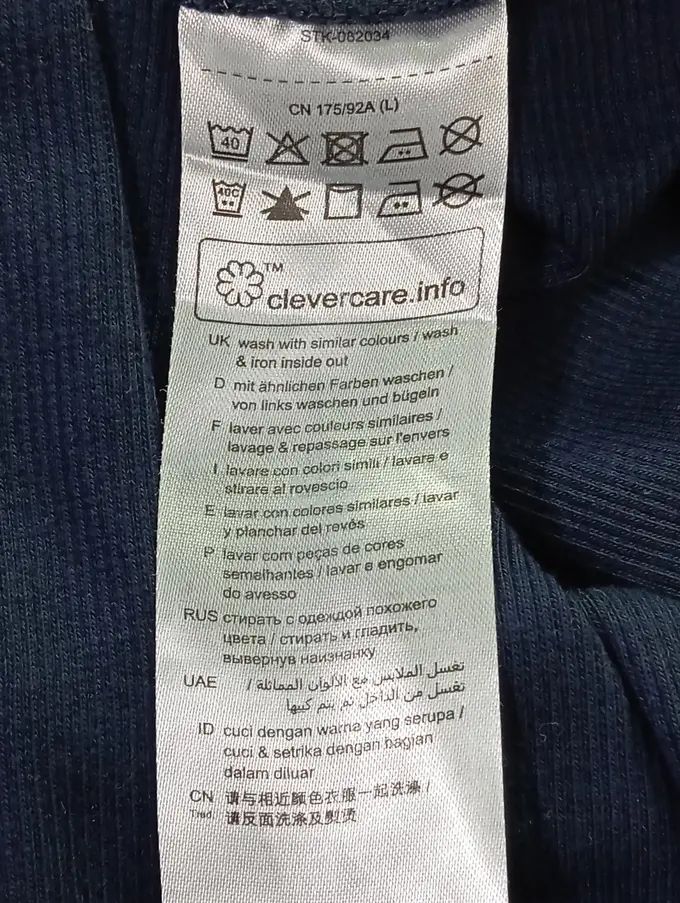 STK-062034
CN 175/92A (L)
40
40C
TM
clevercare.info
UK wash with similar colours / wash
& iron inside out
D mit ähnlichen Farben waschen /
von links waschen und bügeln
F laver avec couleurs similaires /
lavage & repassage sur l'envers
I lavare con colori simili / lavare e
stirare al rovescio
E lavar con colores similares / lavar
y planchar del revés
P lavar com peças de cores
semelhantes / lavar e engomar
do avesso
RUS стирать с одеждой похожего
цвета / стирать и гладить,
вывернув наизнанку
UAE تغسل الملابس مع الألوان المماثلة /
تغسل من الداخل ثم يتم كيها
ID cuci dengan warna yang serupa /
cuci & setrika dengan bagian
dalam diluar
CN 请与相近颜色衣服一起洗涤 /
Trad. 请反面洗涤及熨烫